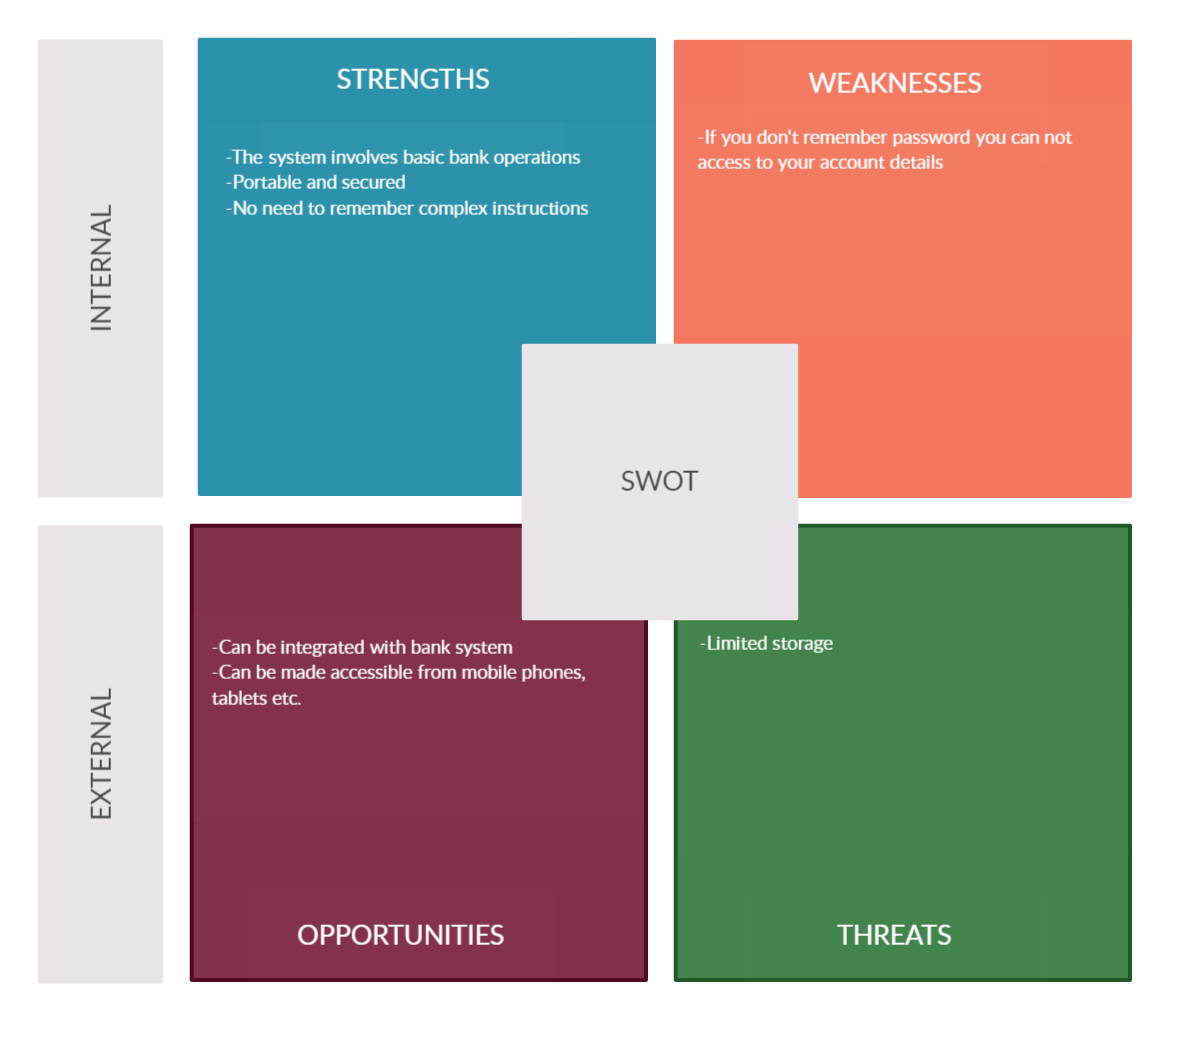 STRENGTHS
-The system involves basic bank operations
-Portable and secured
-No need to remember complex instructions
WEAKNESSES
-If you don't remember password you can not
access to your account details
INTERNAL
SWOT
EXTERNAL
-Can be integrated with bank system
-Can be made accessible from mobile phones,
tablets etc.
OPPORTUNITIES
-Limited storage
THREATS